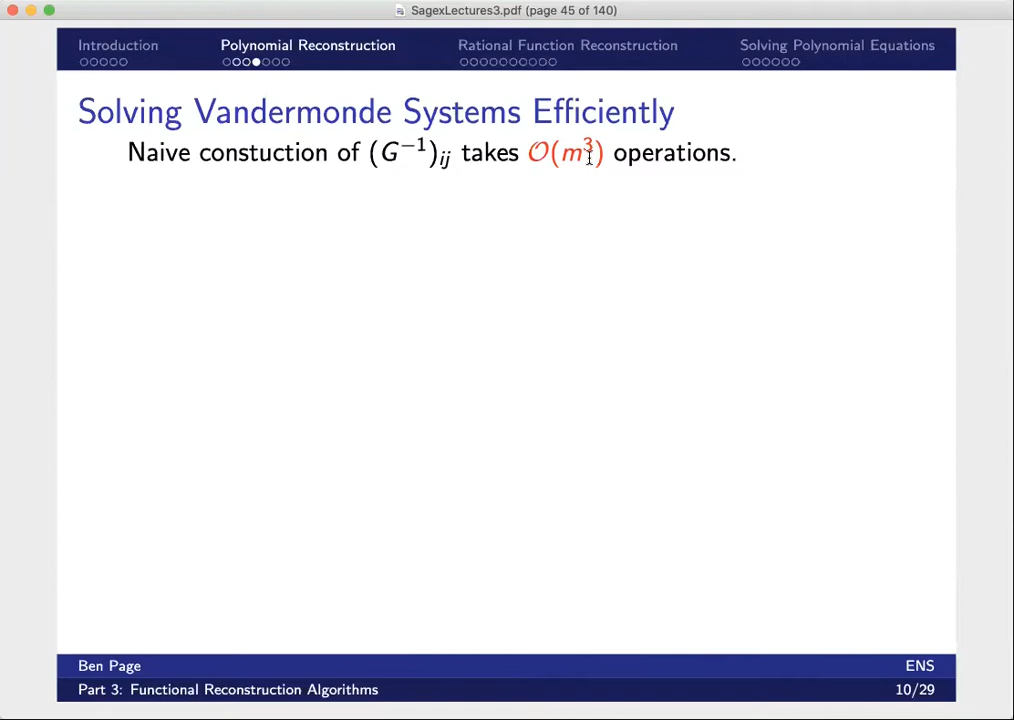 SagexLectures3.pdf (page 45 of 140)
Introduction Polynomial Reconstruction Rational Function Reconstruction Solving Polynomial Equations
Solving Vandermonde Systems Efficiently
Naive constuction of (G⁻¹)ᵢⱼ takes 𝒪(m³) operations.
Ben Page ENS
Part 3: Functional Reconstruction Algorithms 10/29